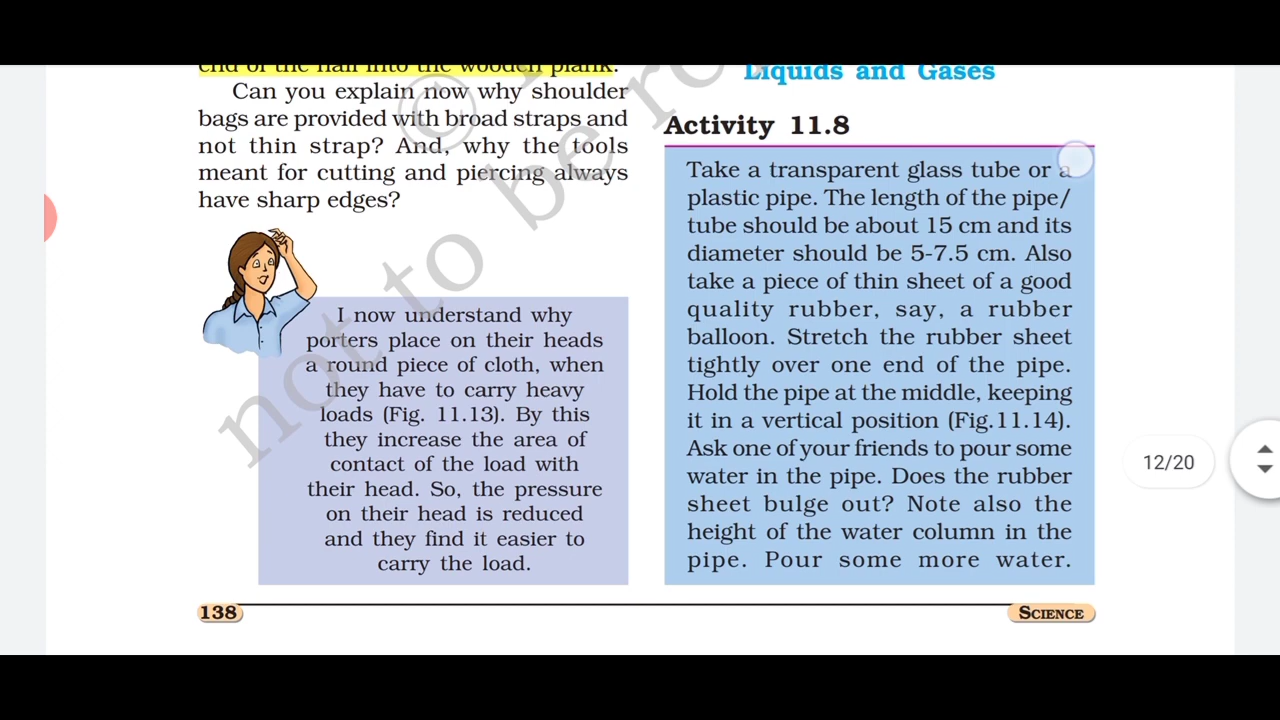 end of the nail into the wooden plank.
Can you explain now why shoulder
bags are provided with broad straps and
not thin strap? And, why the tools
meant for cutting and piercing always
have sharp edges?
I now understand why
porters place on their heads
a round piece of cloth, when
they have to carry heavy
loads (Fig. 11.13). By this
they increase the area of
contact of the load with
their head. So, the pressure
on their head is reduced
and they find it easier to
carry the load.
Liquids and Gases
Activity 11.8
Take a transparent glass tube or a
plastic pipe. The length of the pipe/
tube should be about 15 cm and its
diameter should be 5-7.5 cm. Also
take a piece of thin sheet of a good
quality rubber, say, a rubber
balloon. Stretch the rubber sheet
tightly over one end of the pipe.
Hold the pipe at the middle, keeping
it in a vertical position (Fig.11.14).
Ask one of your friends to pour some
water in the pipe. Does the rubber
sheet bulge out? Note also the
height of the water column in the
pipe. Pour some more water.
12/20
138
SCIENCE
not to be re